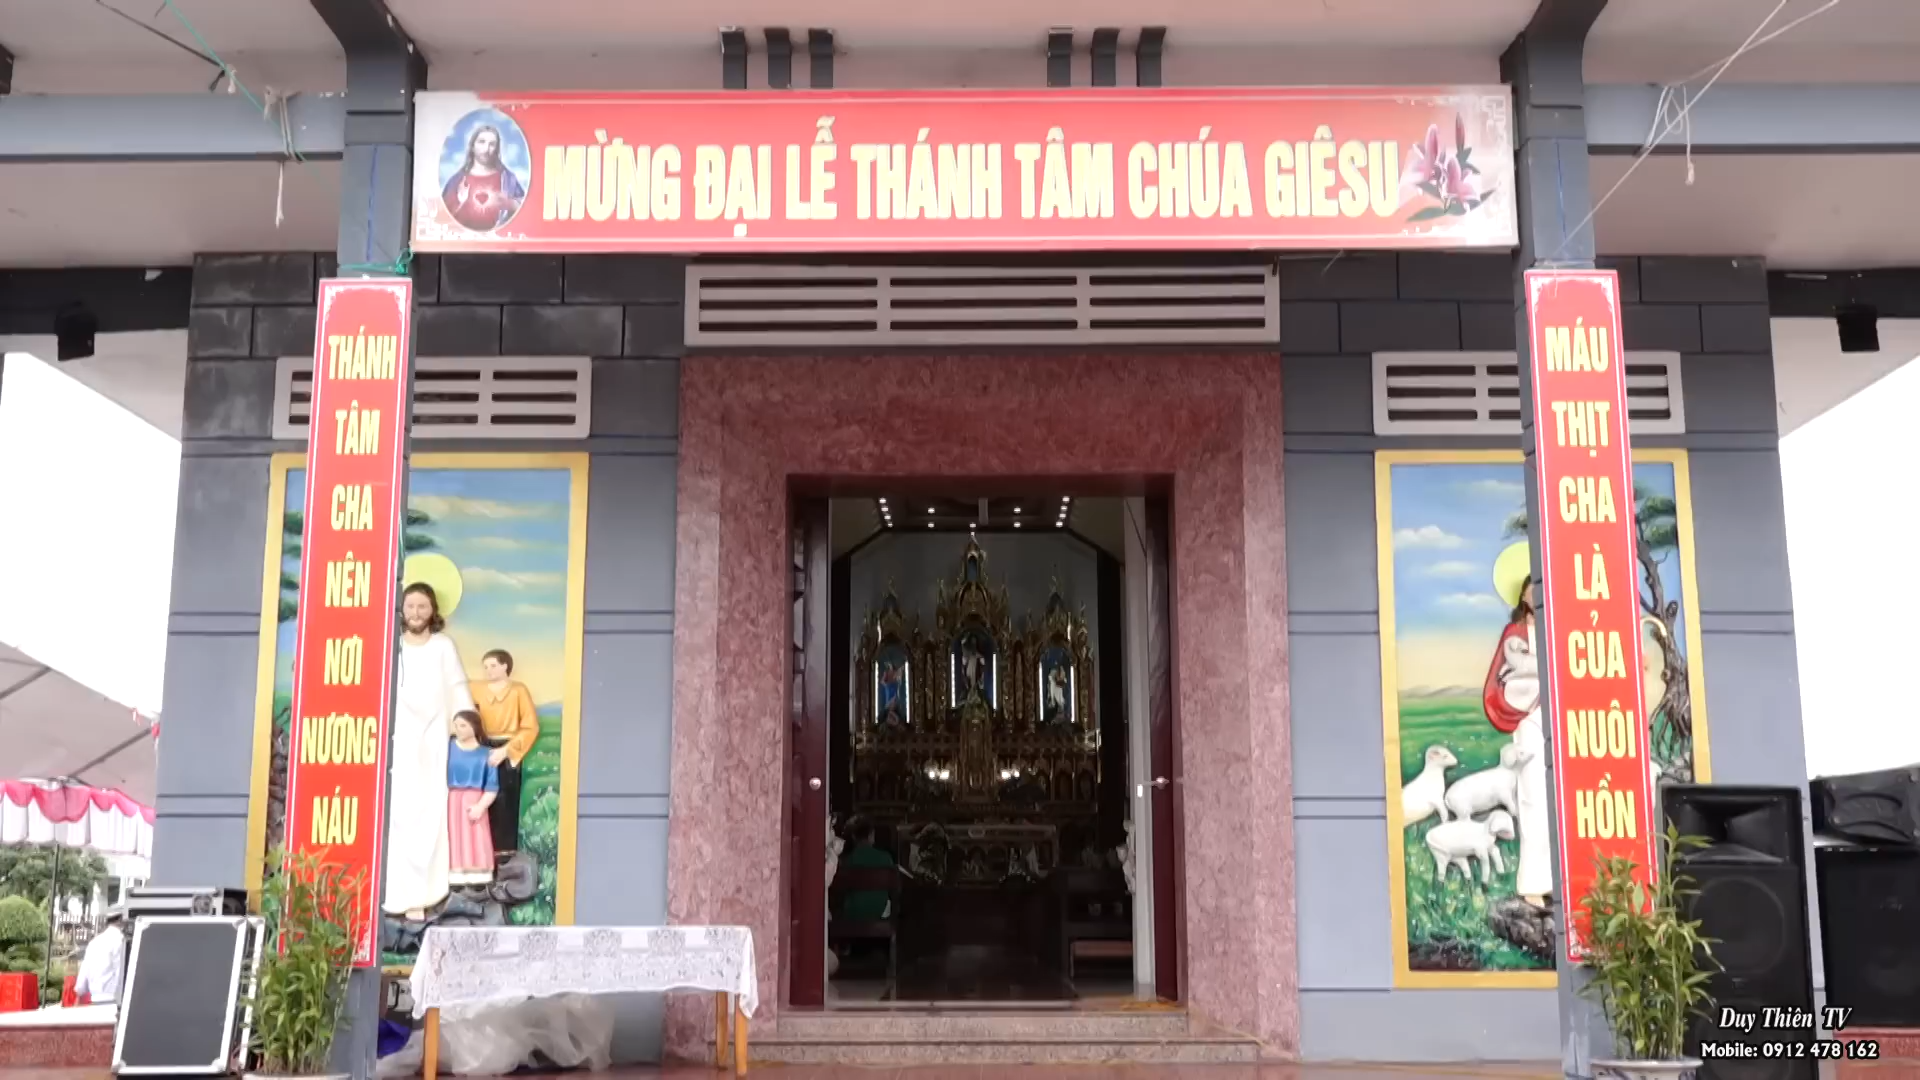 MỪNG ĐẠI LỄ THÁNH TÂM CHÚA GIÊSU
THÁNH
TÂM
CHA
NÊN
NƠI
NƯƠNG
NÁU
MÁU
THỊT
CHA
LÀ
CỦA
NUÔI
HỒN
Duy Thiên TV
Mobile: 0912 478 162